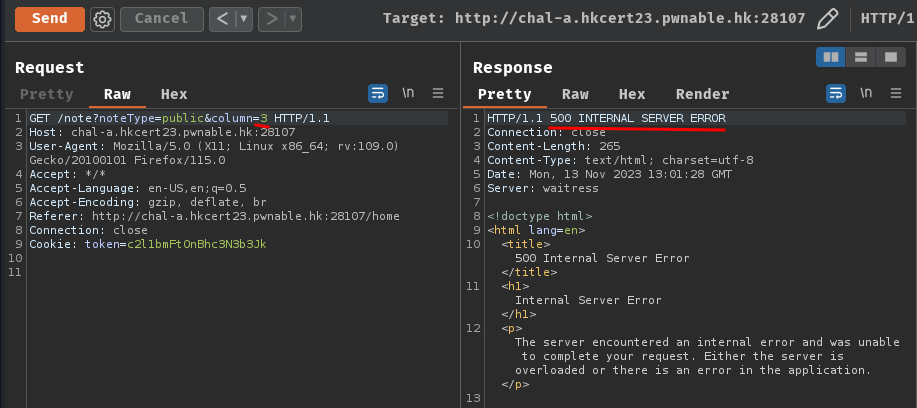 Send Cancel < ▼ > ▼ Target: http://chal-a.hkcert23.pwnable.hk:28107 HTTP/1
Request
Pretty Raw Hex \n
1 GET /note?noteType=public&column=3 HTTP/1.1
2 Host: chal-a.hkcert23.pwnable.hk:28107
3 User-Agent: Mozilla/5.0 (X11; Linux x86_64; rv:109.0)
Gecko/20100101 Firefox/115.0
4 Accept: */*
5 Accept-Language: en-US,en;q=0.5
6 Accept-Encoding: gzip, deflate, br
7 Referer: http://chal-a.hkcert23.pwnable.hk:28107/home
8 Connection: close
9 Cookie: token=c2l1bmFtOnBhc3N3b3Jk
10
11
Response
Pretty Raw Hex Render \n
1 HTTP/1.1 500 INTERNAL SERVER ERROR
2 Connection: close
3 Content-Length: 265
4 Content-Type: text/html; charset=utf-8
5 Date: Mon, 13 Nov 2023 13:01:28 GMT
6 Server: waitress
7
8 <!doctype html>
9 <html lang=en>
10 <title>
500 Internal Server Error
</title>
11 <h1>
Internal Server Error
</h1>
12 <p>
The server encountered an internal error and was unable
to complete your request. Either the server is
overloaded or there is an error in the application.
</p>
13